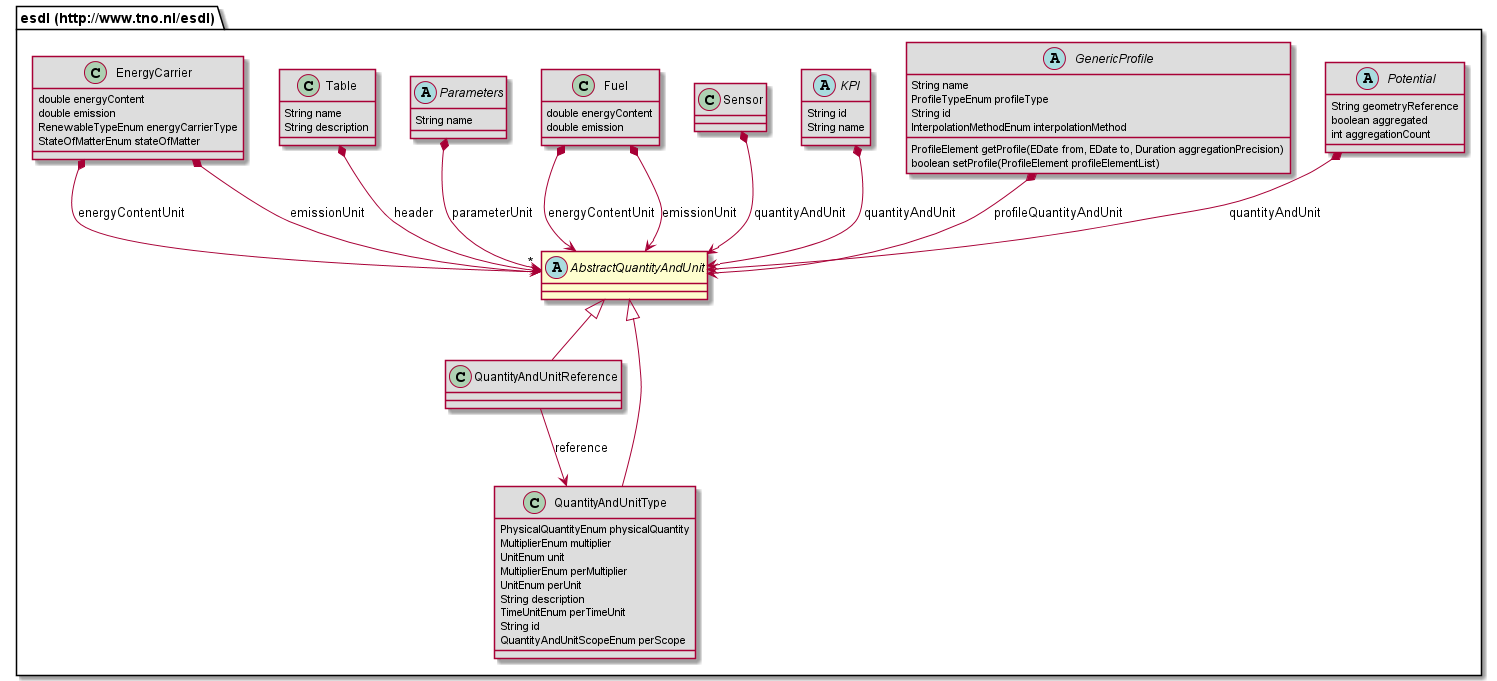 esdl (http://www.tno.nl/esdl)
C EnergyCarrier
double energyContent
double emission
RenewableTypeEnum energyCarrierType
StateOfMatterEnum stateOfMatter
C Table
String name
String description
A Parameters
String name
C Fuel
double energyContent
double emission
C Sensor
A KPI
String id
String name
A GenericProfile
String name
ProfileTypeEnum profileType
String id
InterpolationMethodEnum interpolationMethod
ProfileElement getProfile(EDate from, EDate to, Duration aggregationPrecision)
boolean setProfile(ProfileElement profileElementList)
A Potential
String geometryReference
boolean aggregated
int aggregationCount
energyContentUnit
emissionUnit
header
parameterUnit
energyContentUnit
emissionUnit
quantityAndUnit
quantityAndUnit
profileQuantityAndUnit
quantityAndUnit
*
A AbstractQuantityAndUnit
C QuantityAndUnitReference
reference
C QuantityAndUnitType
PhysicalQuantityEnum physicalQuantity
MultiplierEnum multiplier
UnitEnum unit
MultiplierEnum perMultiplier
UnitEnum perUnit
String description
TimeUnitEnum perTimeUnit
String id
QuantityAndUnitScopeEnum perScope